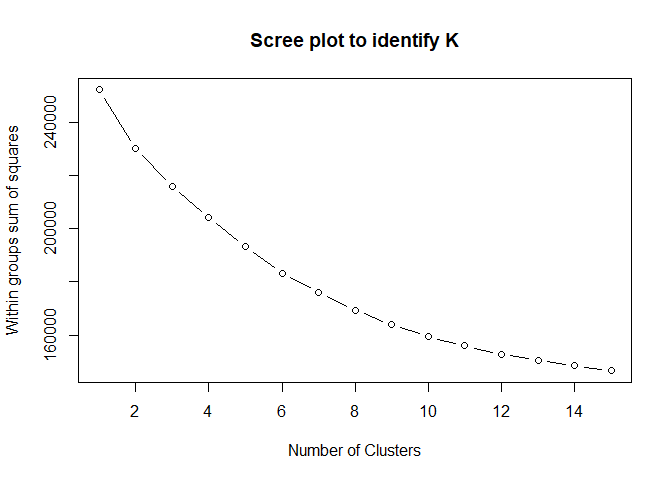 Scree plot to identify K
Within groups sum of squares
240000
200000
160000
2 4 6 8 10 12 14
Number of Clusters